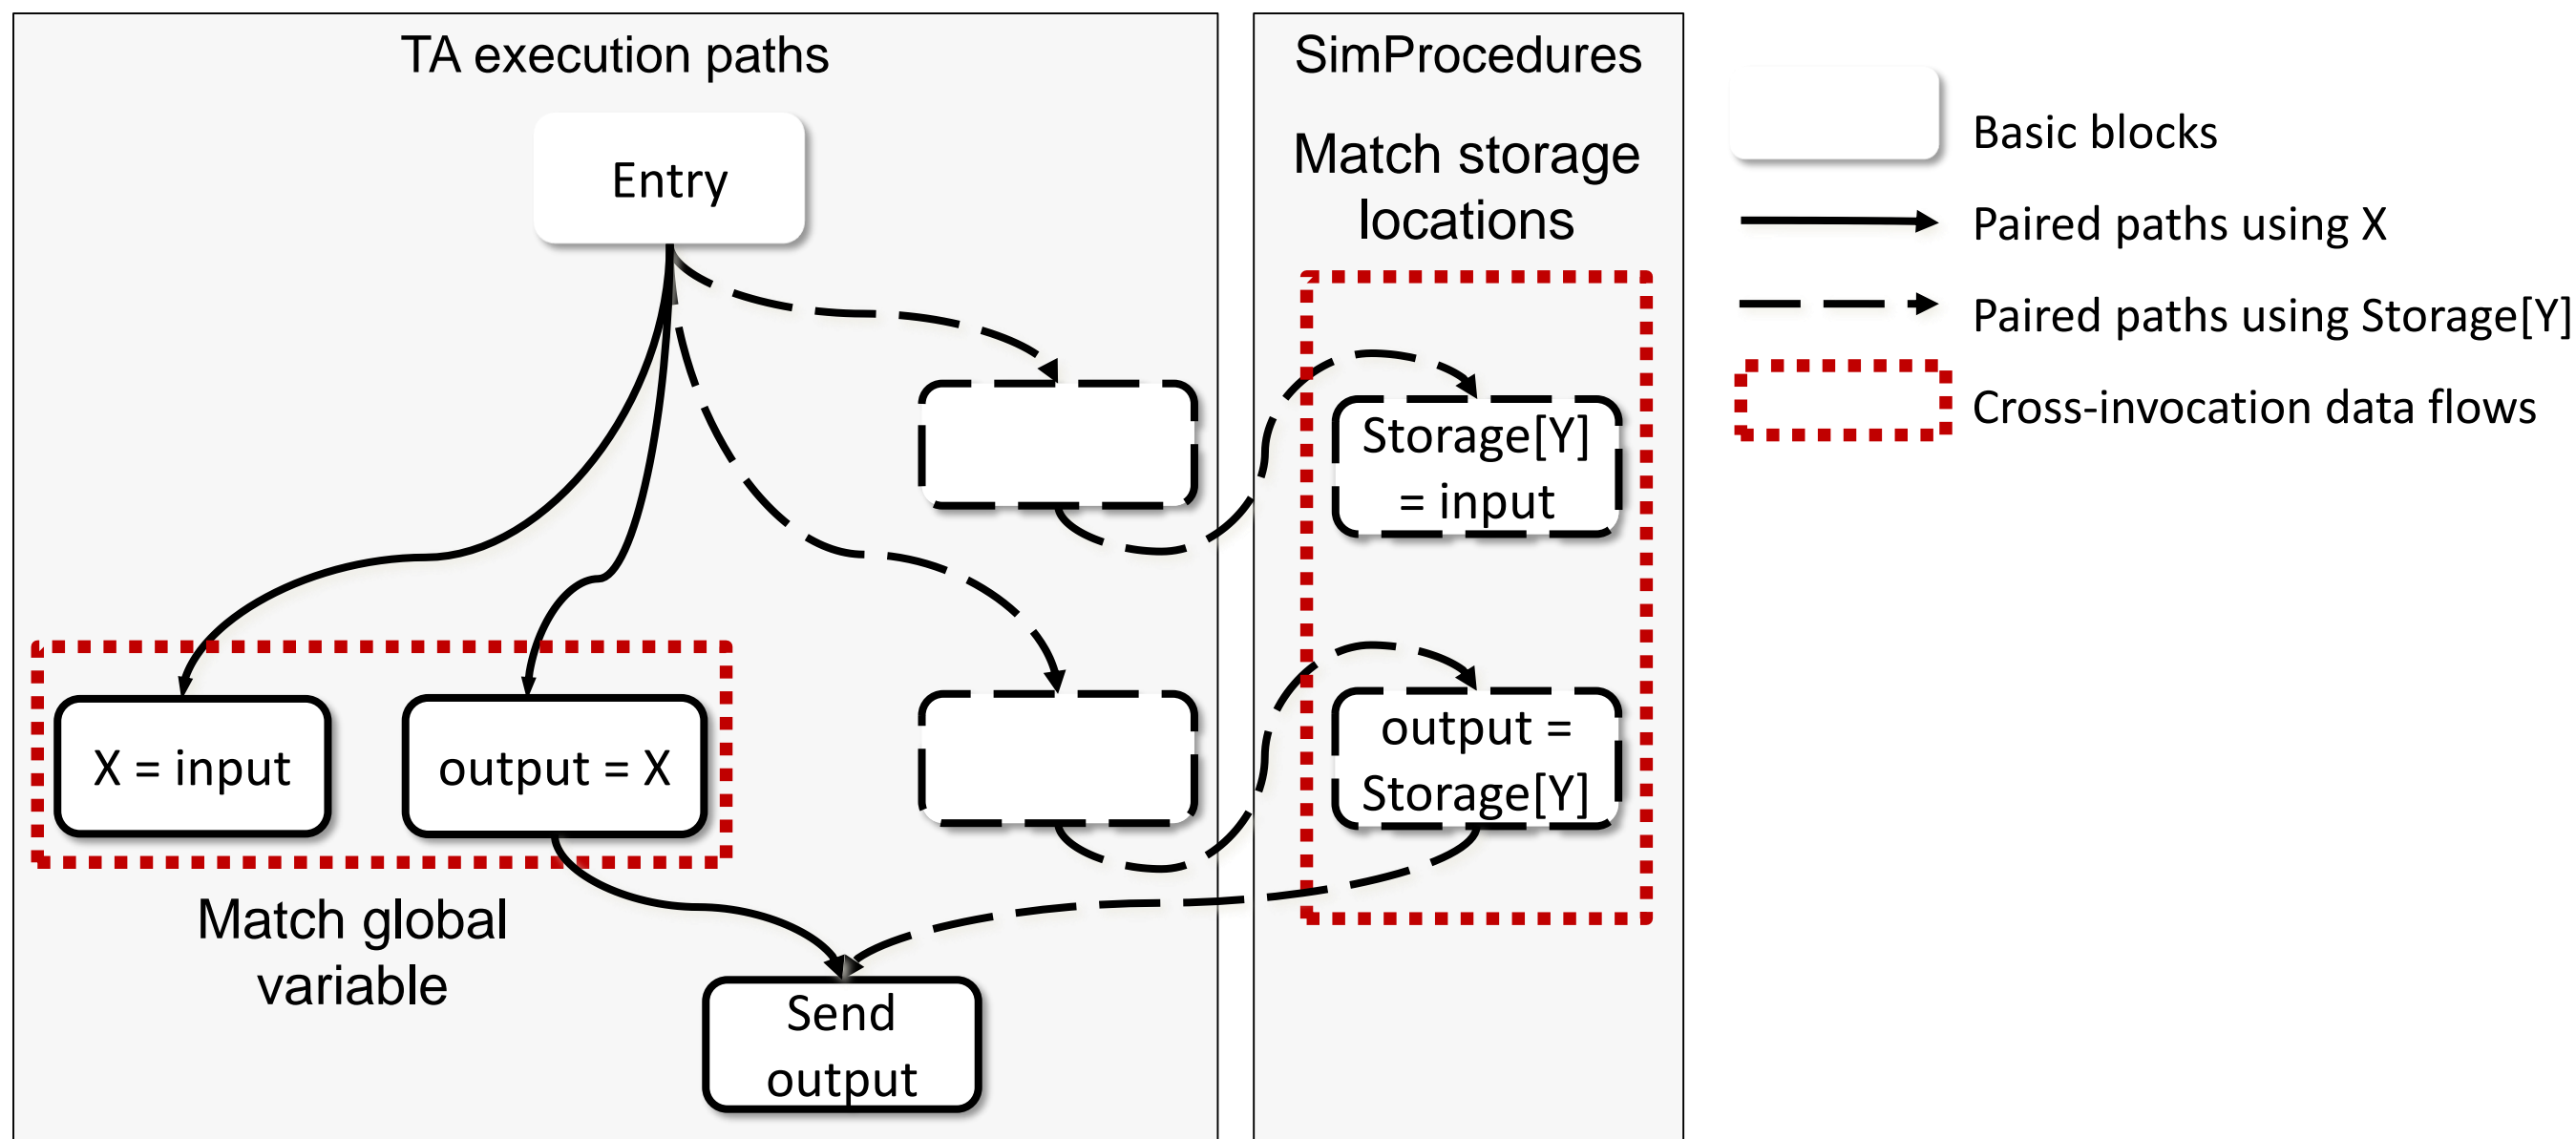 TA execution paths
Entry
X = input
output = X
Match global
variable
Send
output
SimProcedures
Match storage
locations
Storage[Y]
= input
output =
Storage[Y]
Basic blocks
Paired paths using X
Paired paths using Storage[Y]
Cross-invocation data flows